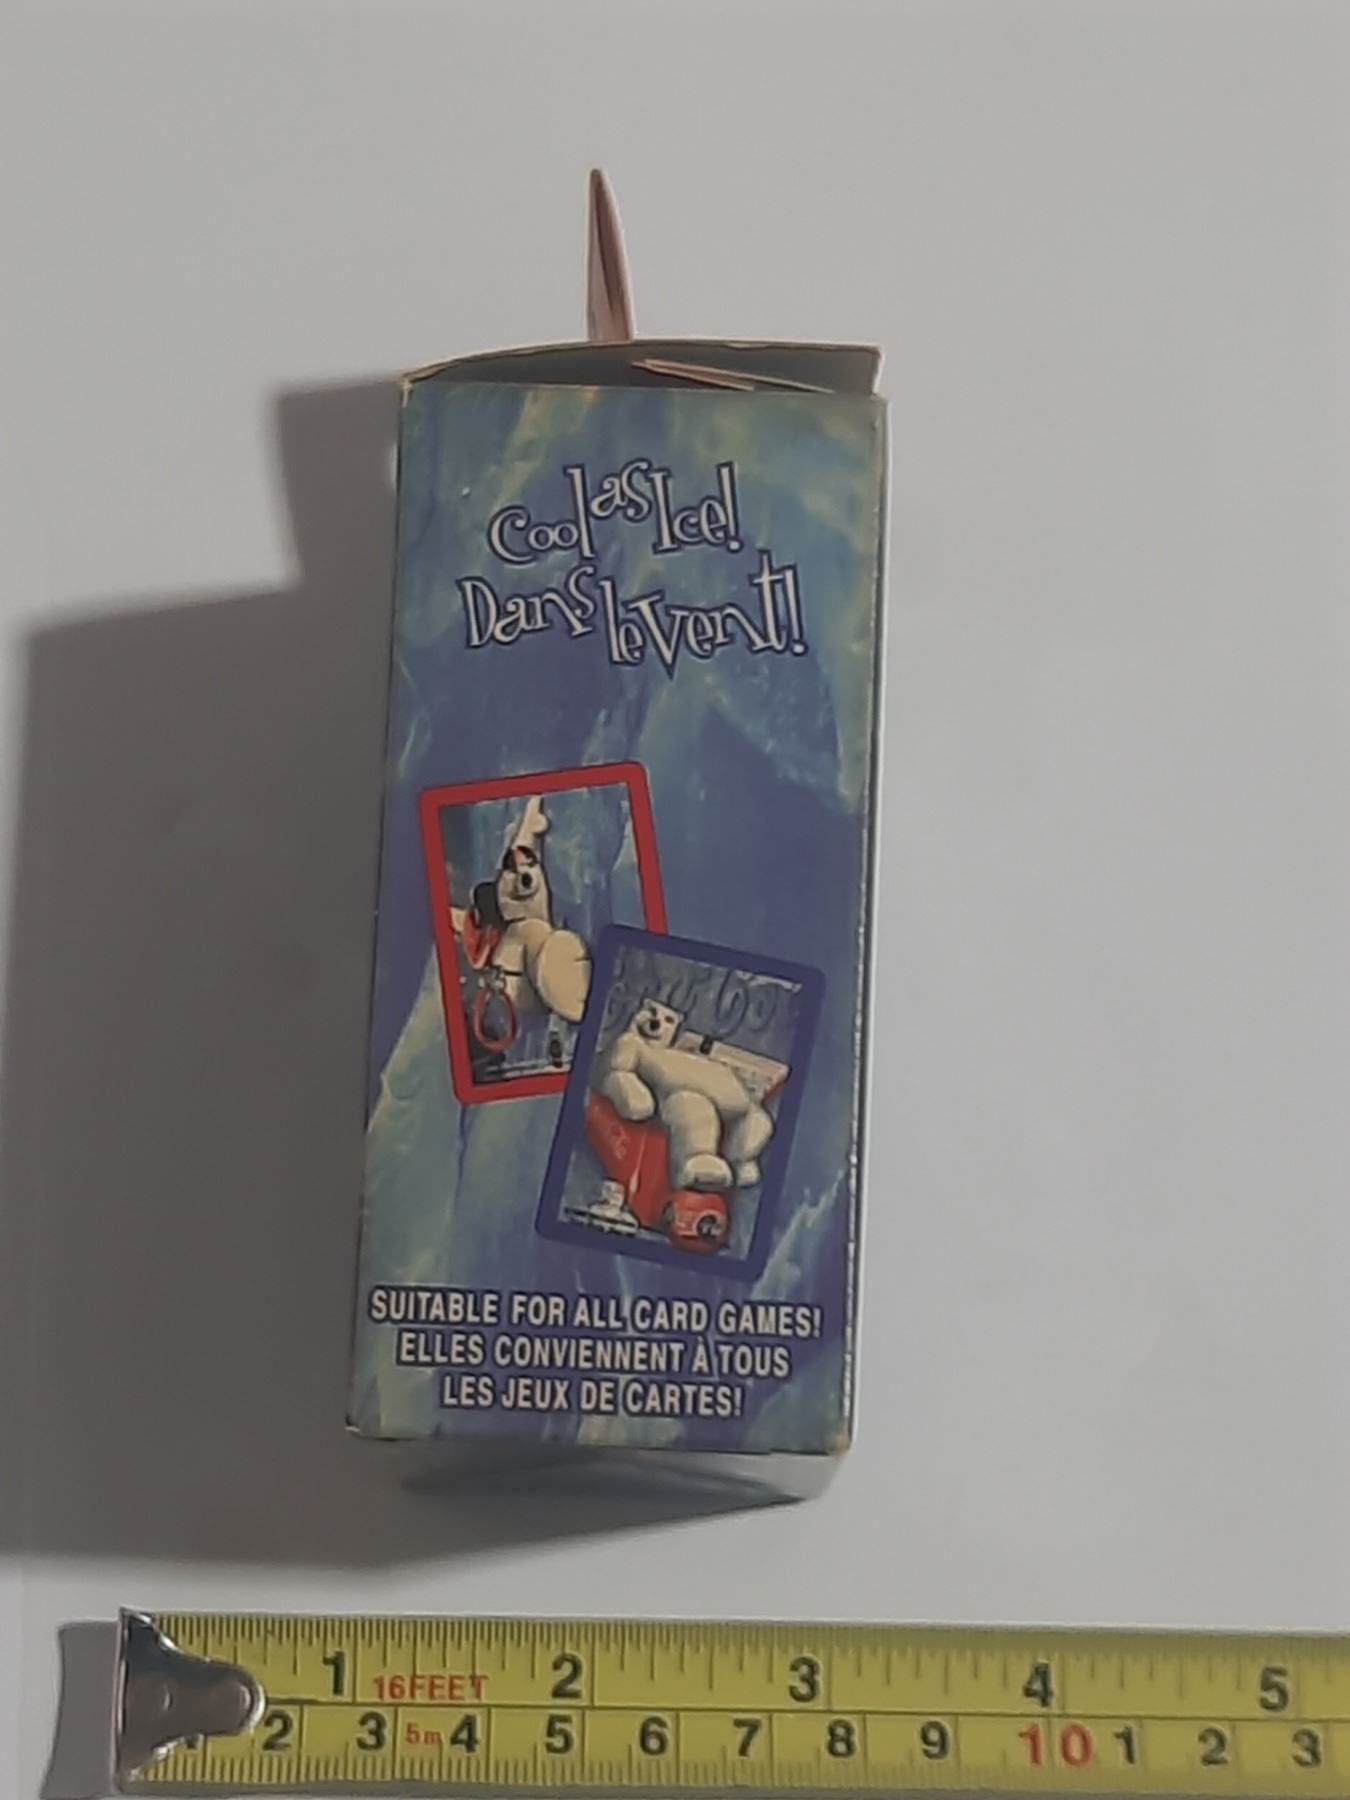 Cool as Ice!
Dans le Vent!
SUITABLE FOR ALL CARD GAMES!
ELLES CONVIENNENT À TOUS
LES JEUX DE CARTES!
1 16FEET 2 3 4 5
2 3 5m 4 5 6 7 8 9 10 1 2 3